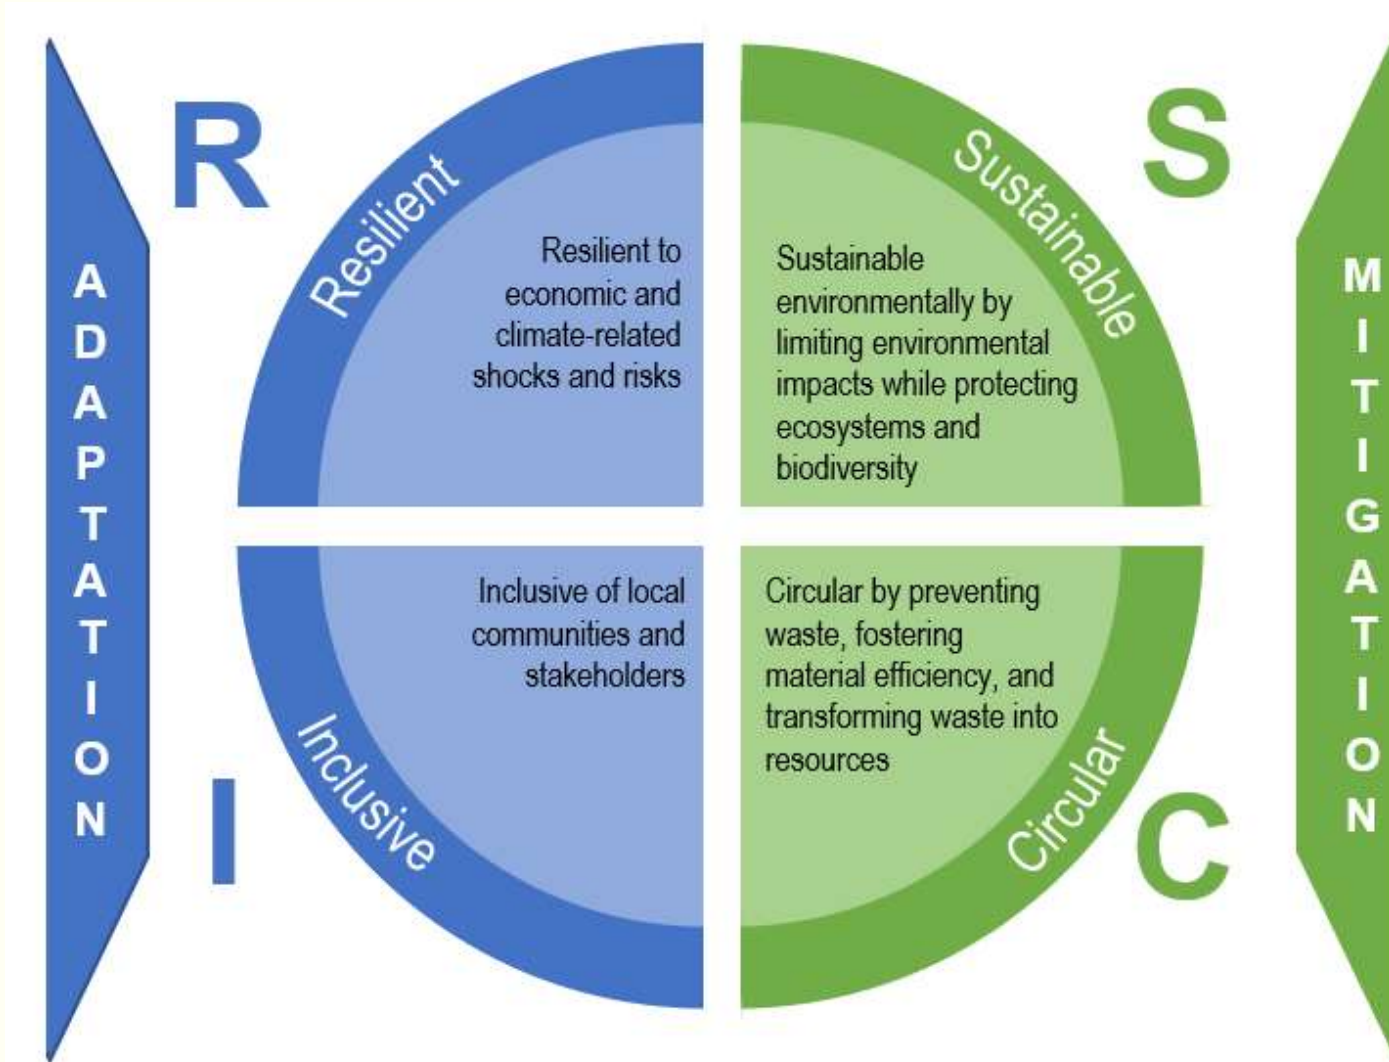 ADAPTATION
R
Resilient
Resilient to
economic and
climate-related
shocks and risks
S
Sustainable
Sustainable
environmentally by
limiting environmental
impacts while protecting
ecosystems and
biodiversity
MITIGATION
I
Inclusive
Inclusive of local
communities and
stakeholders
C
Circular
Circular by preventing
waste, fostering
material efficiency, and
transforming waste into
resources